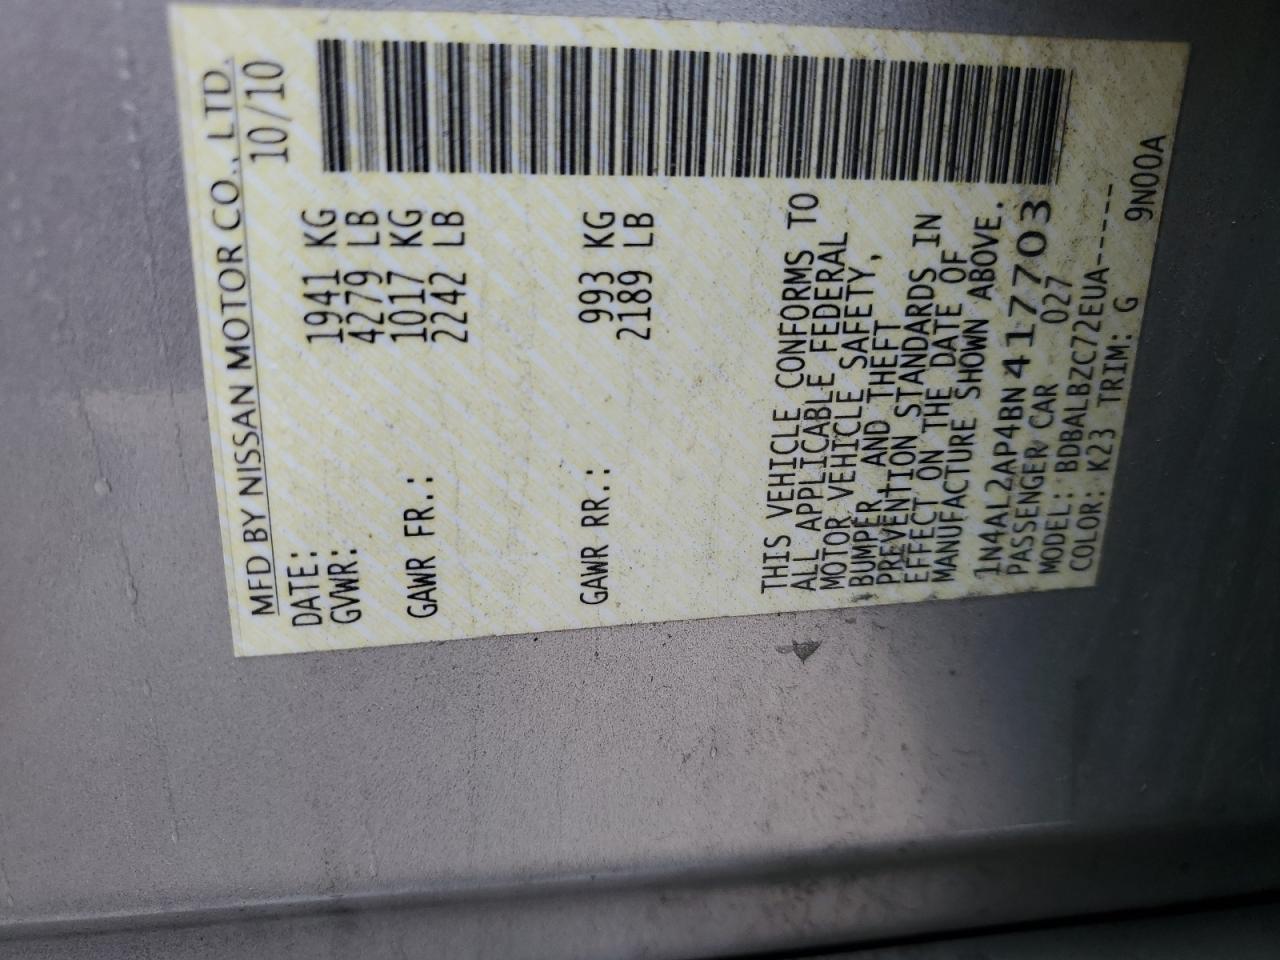 MFD BY NISSAN MOTOR CO., LTD.
DATE: 10/10
GVWR: 1941 KG
4279 LB
GAWR FR.: 1017 KG
2242 LB
GAWR RR.: 993 KG
2189 LB
THIS VEHICLE CONFORMS TO
ALL APPLICABLE FEDERAL
MOTOR VEHICLE SAFETY,
BUMPER, AND THEFT
PREVENTION STANDARDS IN
EFFECT ON THE DATE OF
MANUFACTURE SHOWN ABOVE.
1N4AL2AP4BN417703
PASSENGER CAR 027
MODEL: BDBALBZC72EUA-----
COLOR: K23 TRIM: G 9N00A